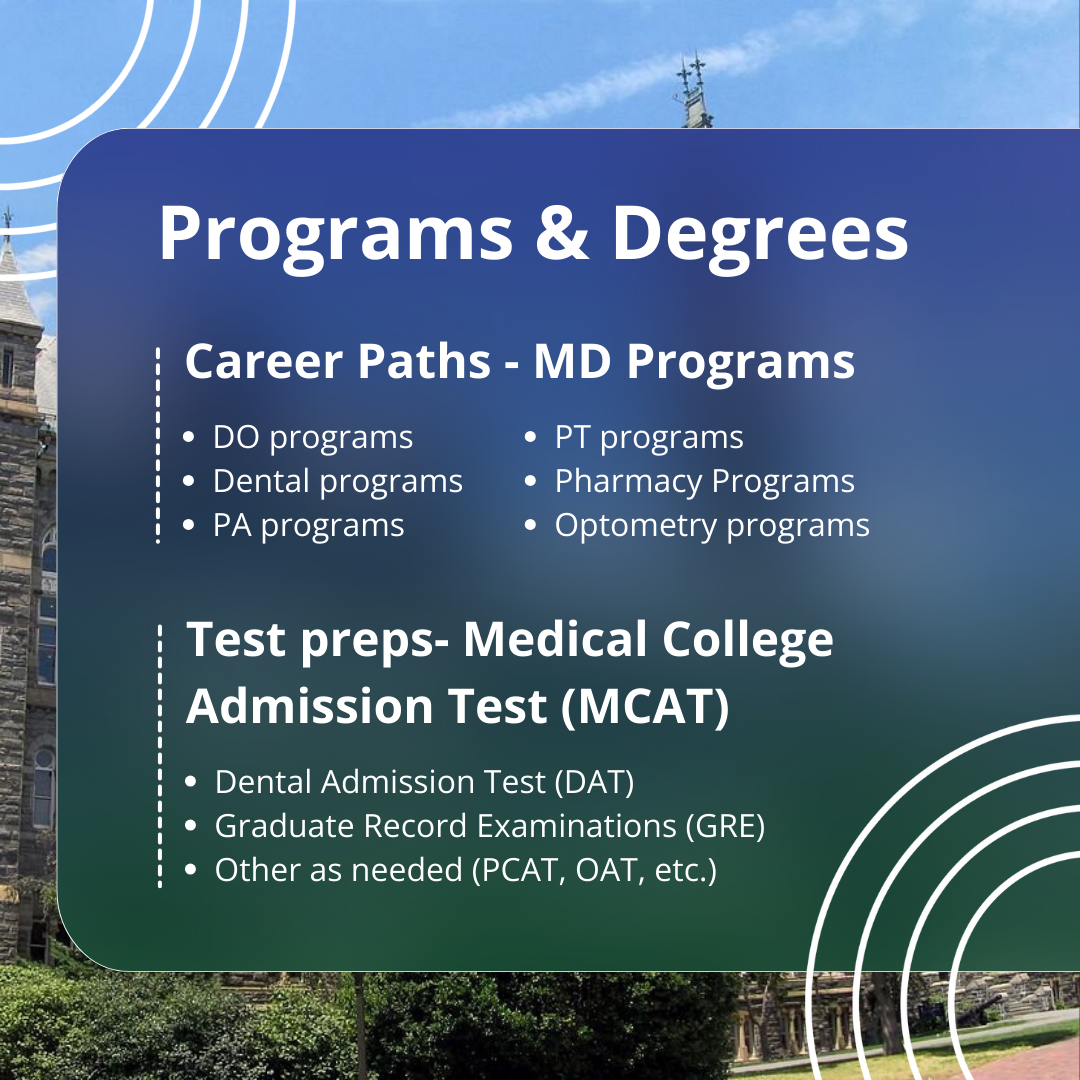 Programs & Degrees
Career Paths - MD Programs
• DO programs
• Dental programs
• PA programs
• PT programs
• Pharmacy Programs
• Optometry programs
Test preps- Medical College
Admission Test (MCAT)
• Dental Admission Test (DAT)
• Graduate Record Examinations (GRE)
• Other as needed (PCAT, OAT, etc.)